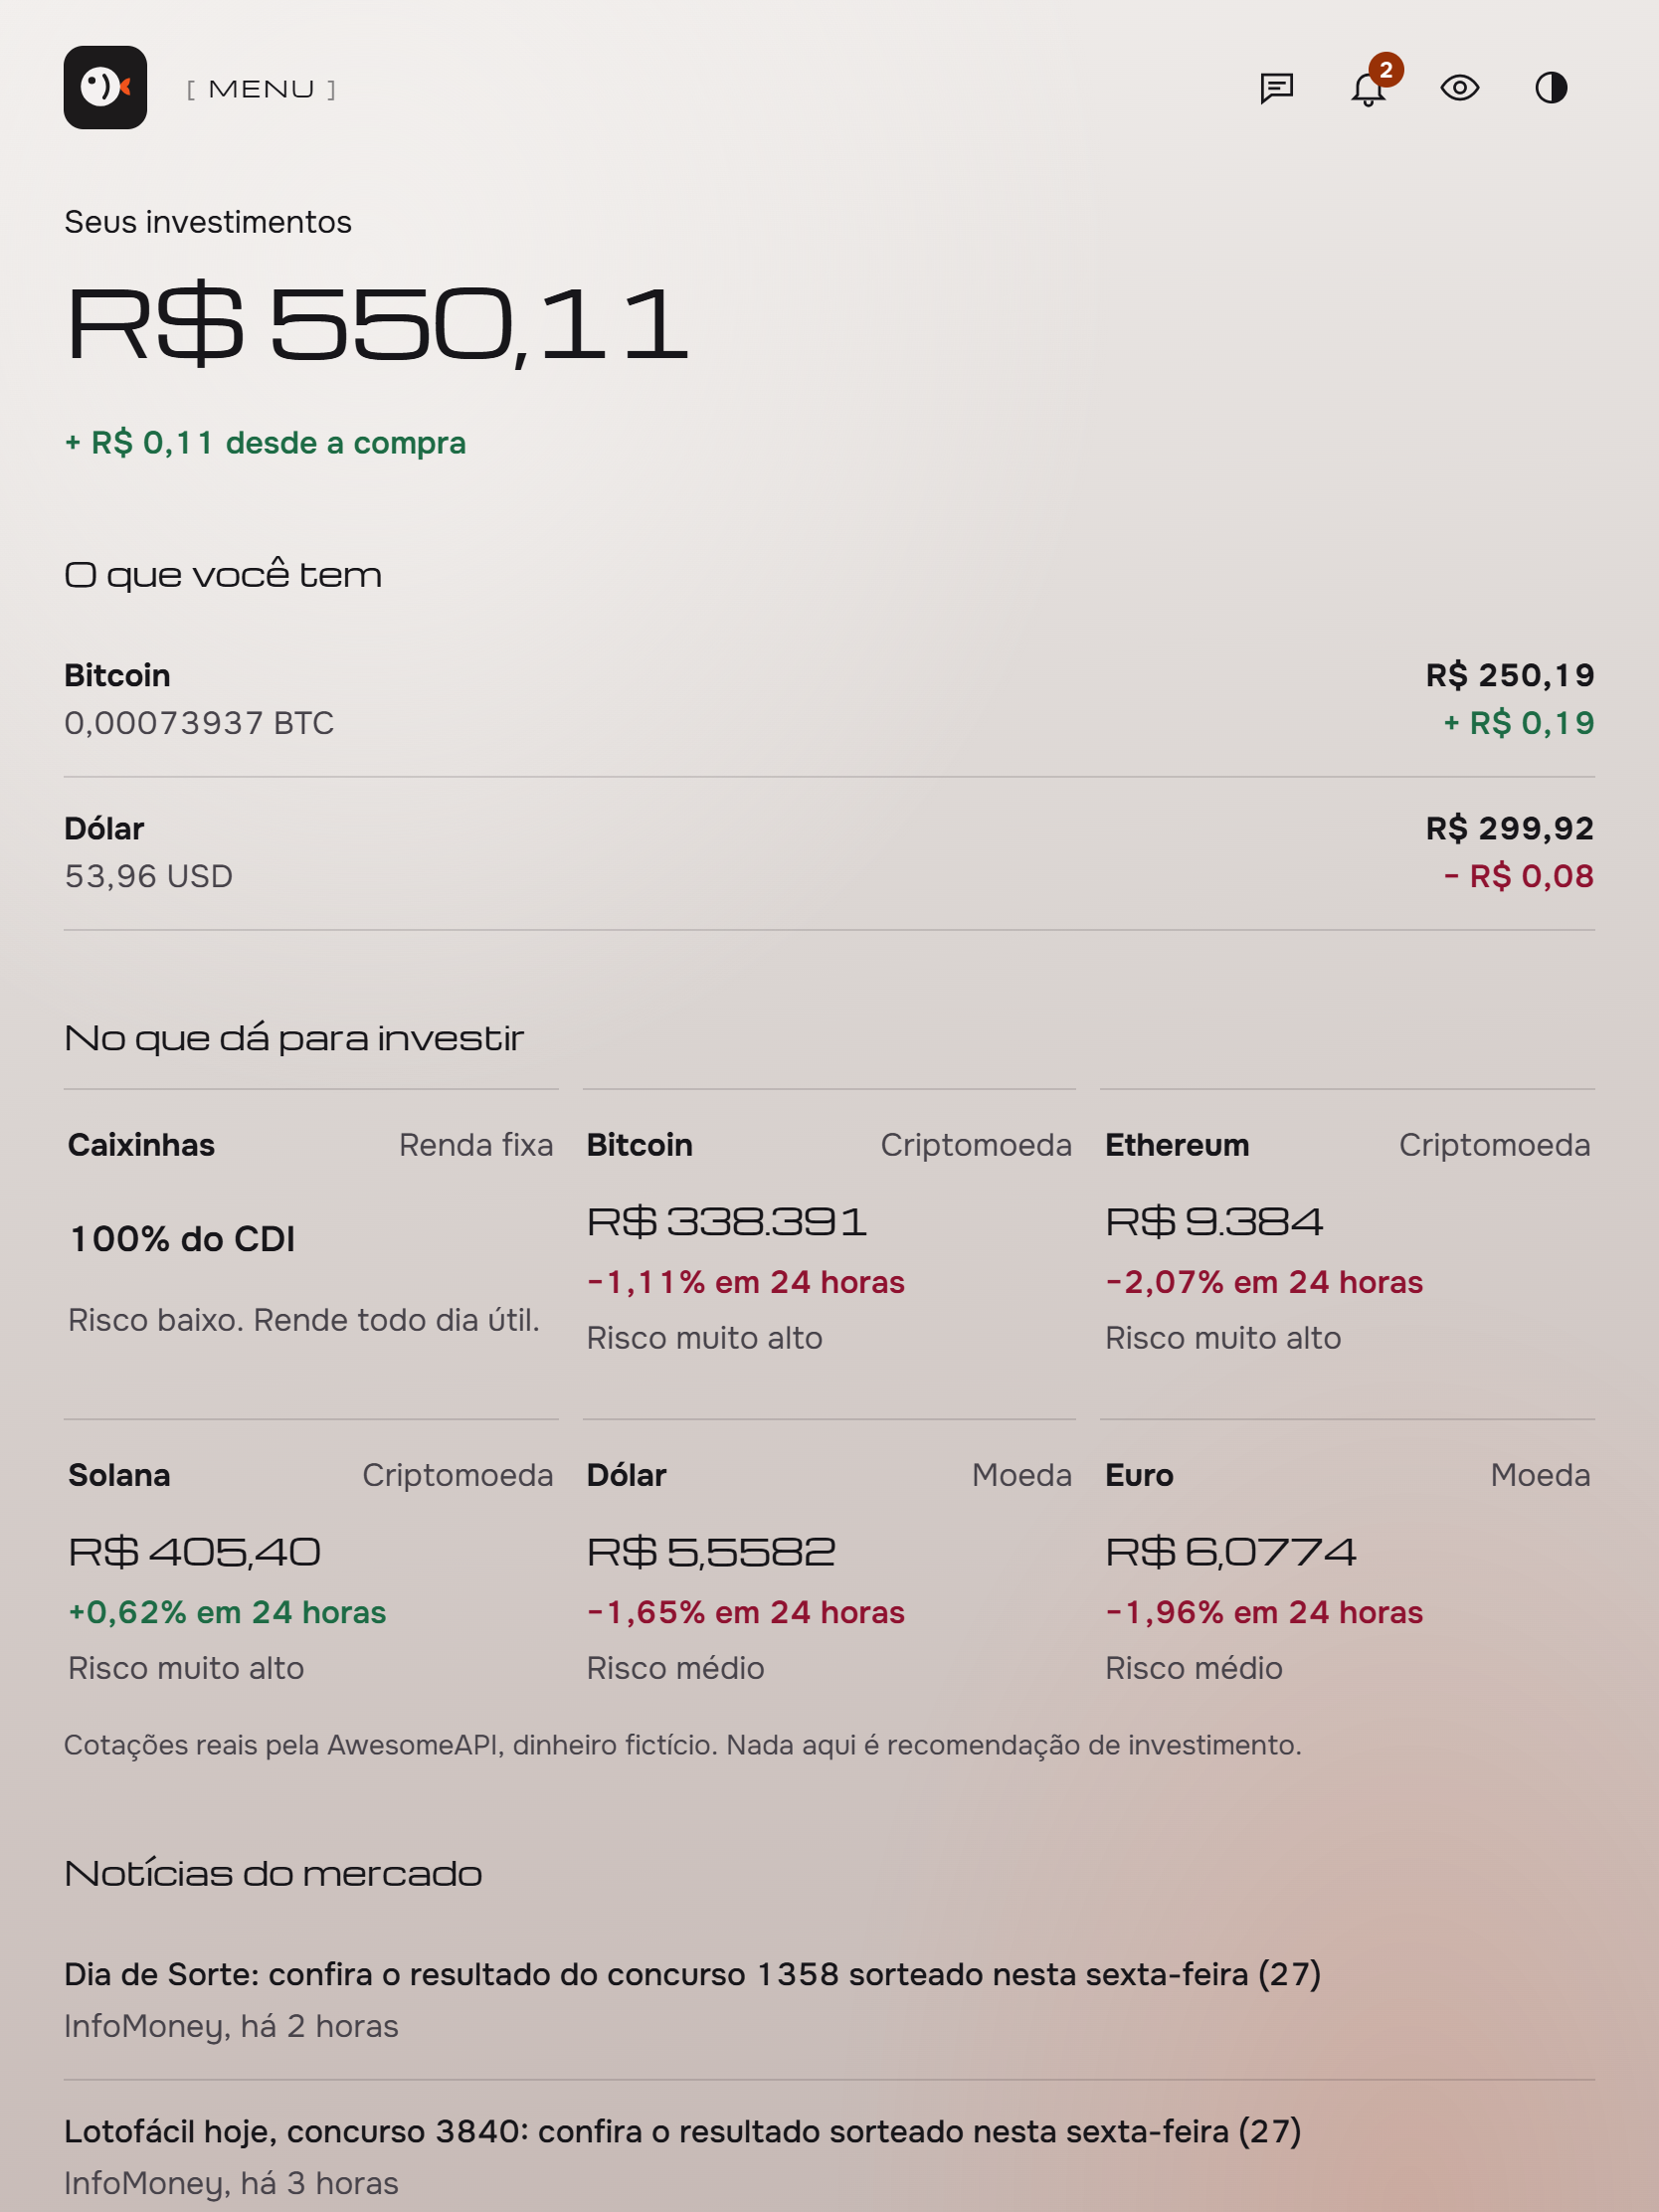 [ MENU ]
2
Seus investimentos
R$ 550,11
+ R$ 0,11 desde a compra
O que você tem
Bitcoin R$ 250,19
0,00073937 BTC + R$ 0,19
Dólar R$ 299,92
53,96 USD − R$ 0,08
No que dá para investir
Caixinhas Renda fixa
100% do CDI
Risco baixo. Rende todo dia útil.
Bitcoin Criptomoeda
R$ 338.391
−1,11% em 24 horas
Risco muito alto
Ethereum Criptomoeda
R$ 9.384
−2,07% em 24 horas
Risco muito alto
Solana Criptomoeda
R$ 405,40
+0,62% em 24 horas
Risco muito alto
Dólar Moeda
R$ 5,5582
−1,65% em 24 horas
Risco médio
Euro Moeda
R$ 6,0774
−1,96% em 24 horas
Risco médio
Cotações reais pela AwesomeAPI, dinheiro fictício. Nada aqui é recomendação de investimento.
Notícias do mercado
Dia de Sorte: confira o resultado do concurso 1358 sorteado nesta sexta-feira (27)
InfoMoney, há 2 horas
Lotofácil hoje, concurso 3840: confira o resultado sorteado nesta sexta-feira (27)
InfoMoney, há 3 horas